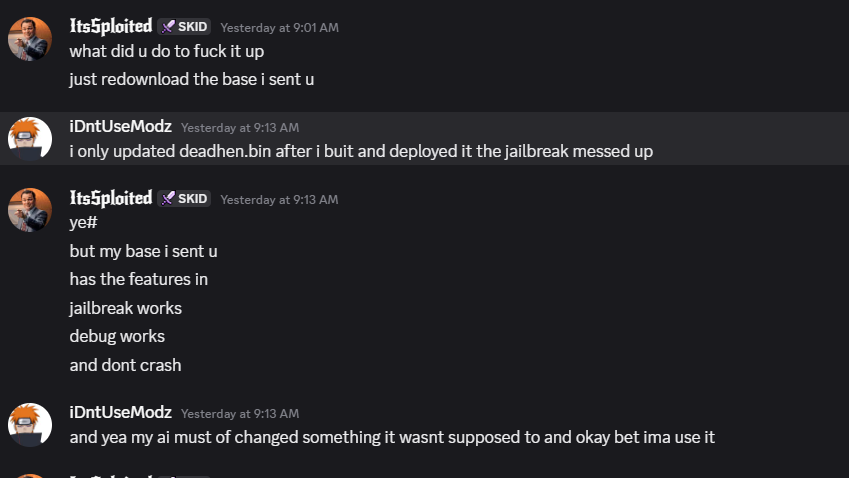 ItsSploited SKID Yesterday at 9:01 AM
what did u do to fuck it up
just redownload the base i sent u
iDntUseModz Yesterday at 9:13 AM
i only updated deadhen.bin after i buit and deployed it the jailbreak messed up
ItsSploited SKID Yesterday at 9:13 AM
ye#
but my base i sent u
has the features in
jailbreak works
debug works
and dont crash
iDntUseModz Yesterday at 9:13 AM
and yea my ai must of changed something it wasnt supposed to and okay bet ima use it